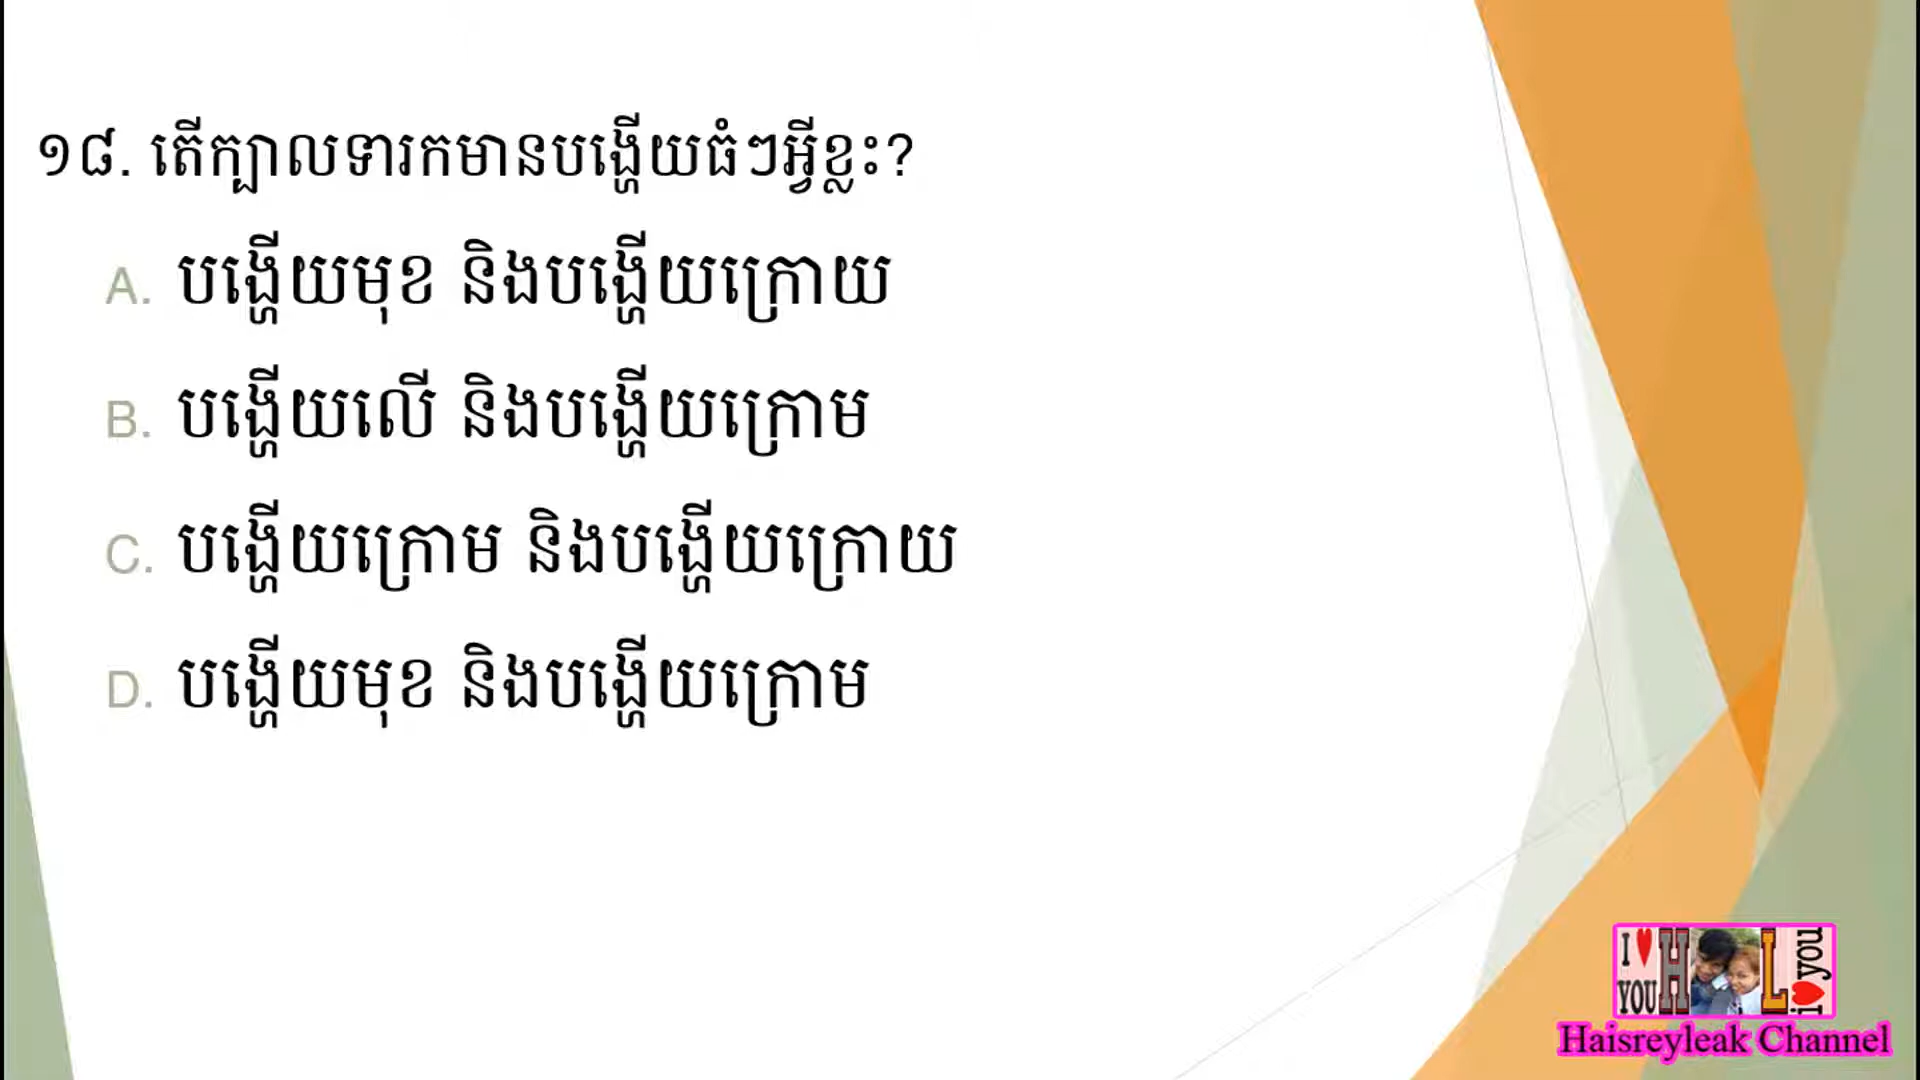 ១៨. តើក្បាលទារកមានបង្ហើយធំៗអ្វីខ្លះ?
A. បង្ហើយមុខ និងបង្ហើយក្រោយ
B. បង្ហើយលើ និងបង្ហើយក្រោម
C. បង្ហើយក្រោម និងបង្ហើយក្រោយ
D. បង្ហើយមុខ និងបង្ហើយក្រោម
I ♥ YOU H L i ♥ you
Haisreyleak Channel